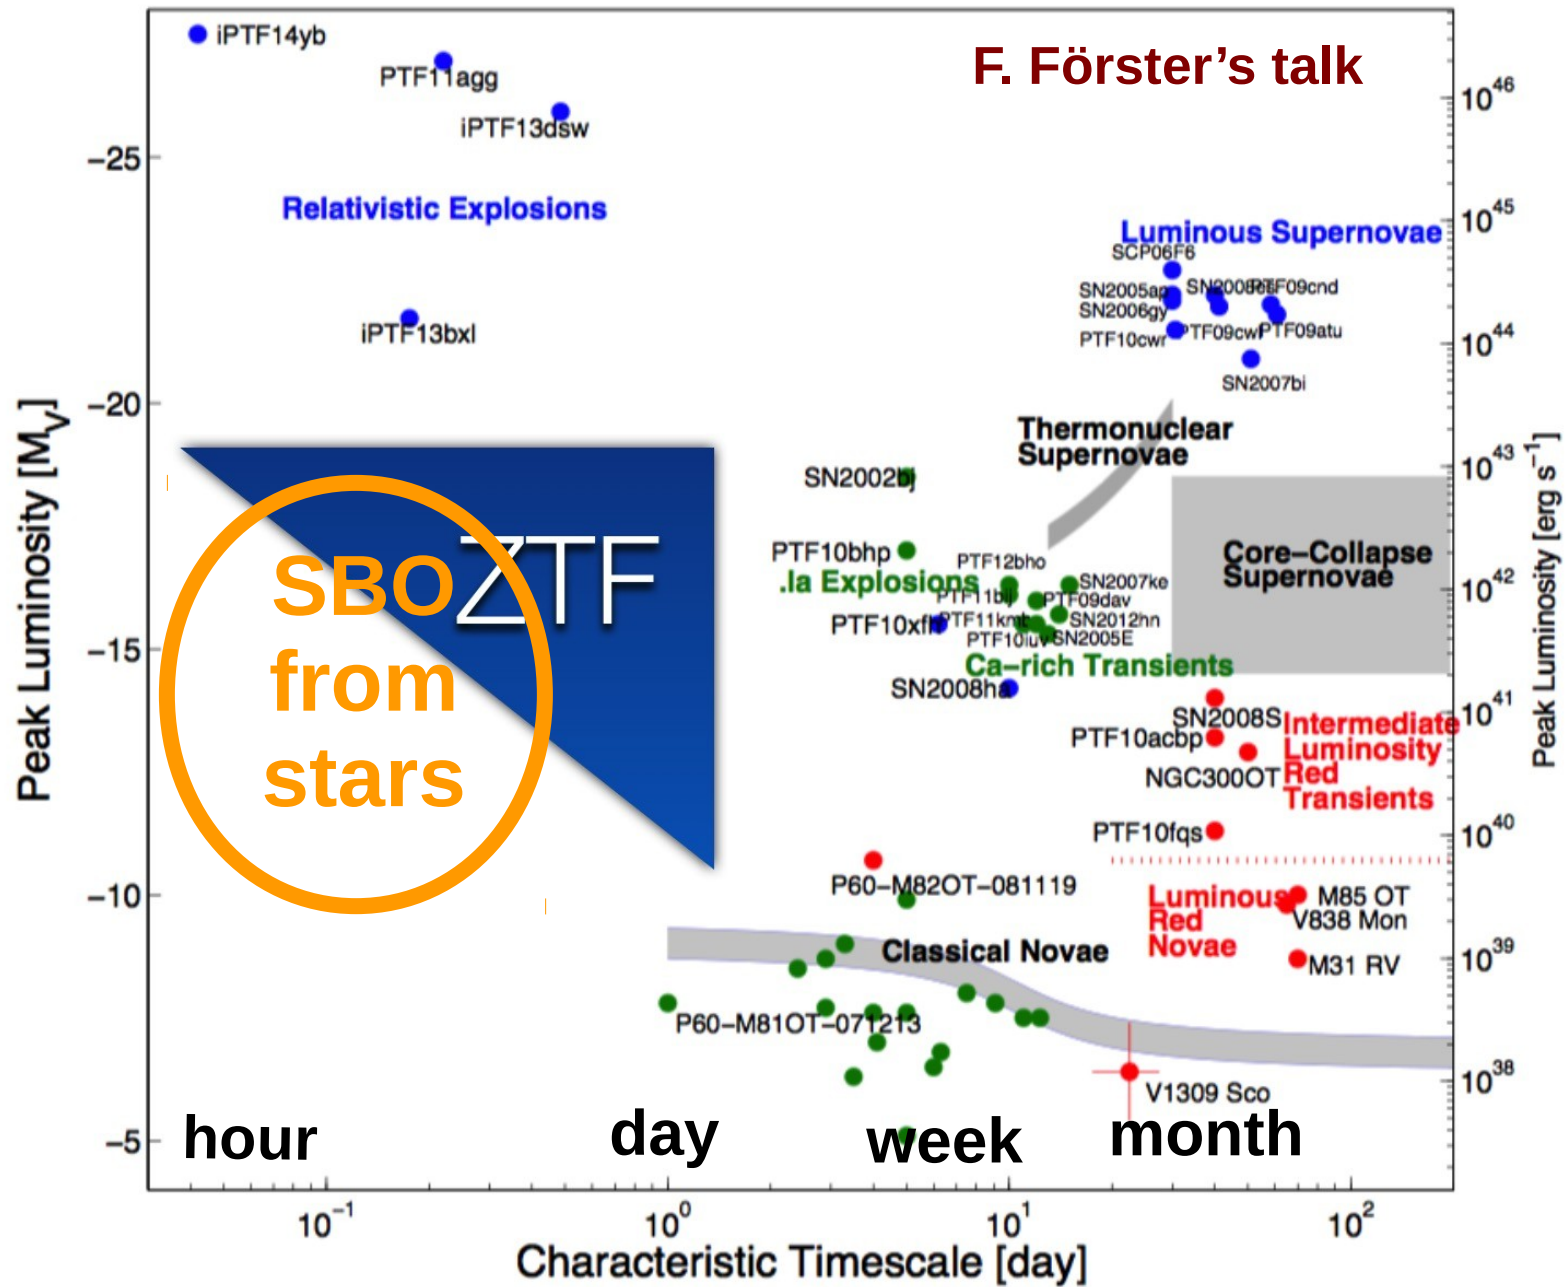 iPTF14yb
F. Förster’s talk
PTF11agg
iPTF13dsw
10^46
−25
Relativistic Explosions
10^45
Luminous Supernovae
SCP06F6
SN2005ap
PTF09cnd
SN2006gy
iPTF13bxl
PTF10cwr
PTF09cwl
PTF09atu
10^44
SN2007bi
−20
Thermonuclear
Supernovae
10^43
SN2002bj
PTF10bhp
PTF12bho
Core−Collapse
Supernovae
.Ia Explosions
SN2007ke
10^42
PTF11bij
PTF09dav
ZTF
SBO
from
stars
PTF11kmb
SN2012hn
PTF10iuv
SN2005E
−15
Ca−rich Transients
SN2008ha
10^41
SN2008S
Intermediate
Luminosity
Red
Transients
PTF10acbp
NGC300OT
PTF10fqs
10^40
P60−M82OT−081119
−10
Luminous
Red
Novae
M85 OT
V838 Mon
Classical Novae
M31 RV
10^39
P60−M81OT−071213
10^38
V1309 Sco
−5
hour
day
week
month
10^−1
10^0
10^1
10^2
Characteristic Timescale [day]
Peak Luminosity [M_V]
Peak Luminosity [erg s^−1]